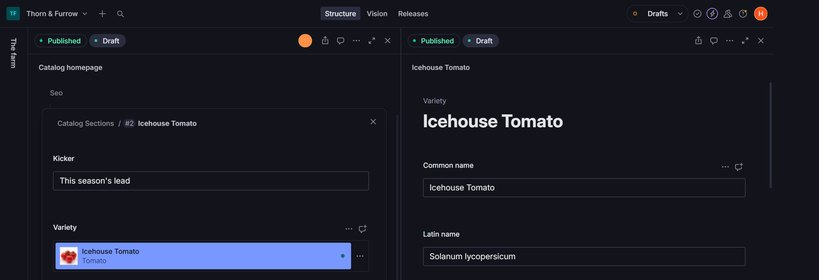 TF Thorn & Furrow Structure Vision Releases Drafts H
The farm
Published Draft
Catalog homepage
Seo
Catalog Sections / #2 Icehouse Tomato
Kicker
This season's lead
Variety
Icehouse Tomato
Tomato
Published Draft
Icehouse Tomato
Variety
Icehouse Tomato
Common name
Icehouse Tomato
Latin name
Solanum lycopersicum